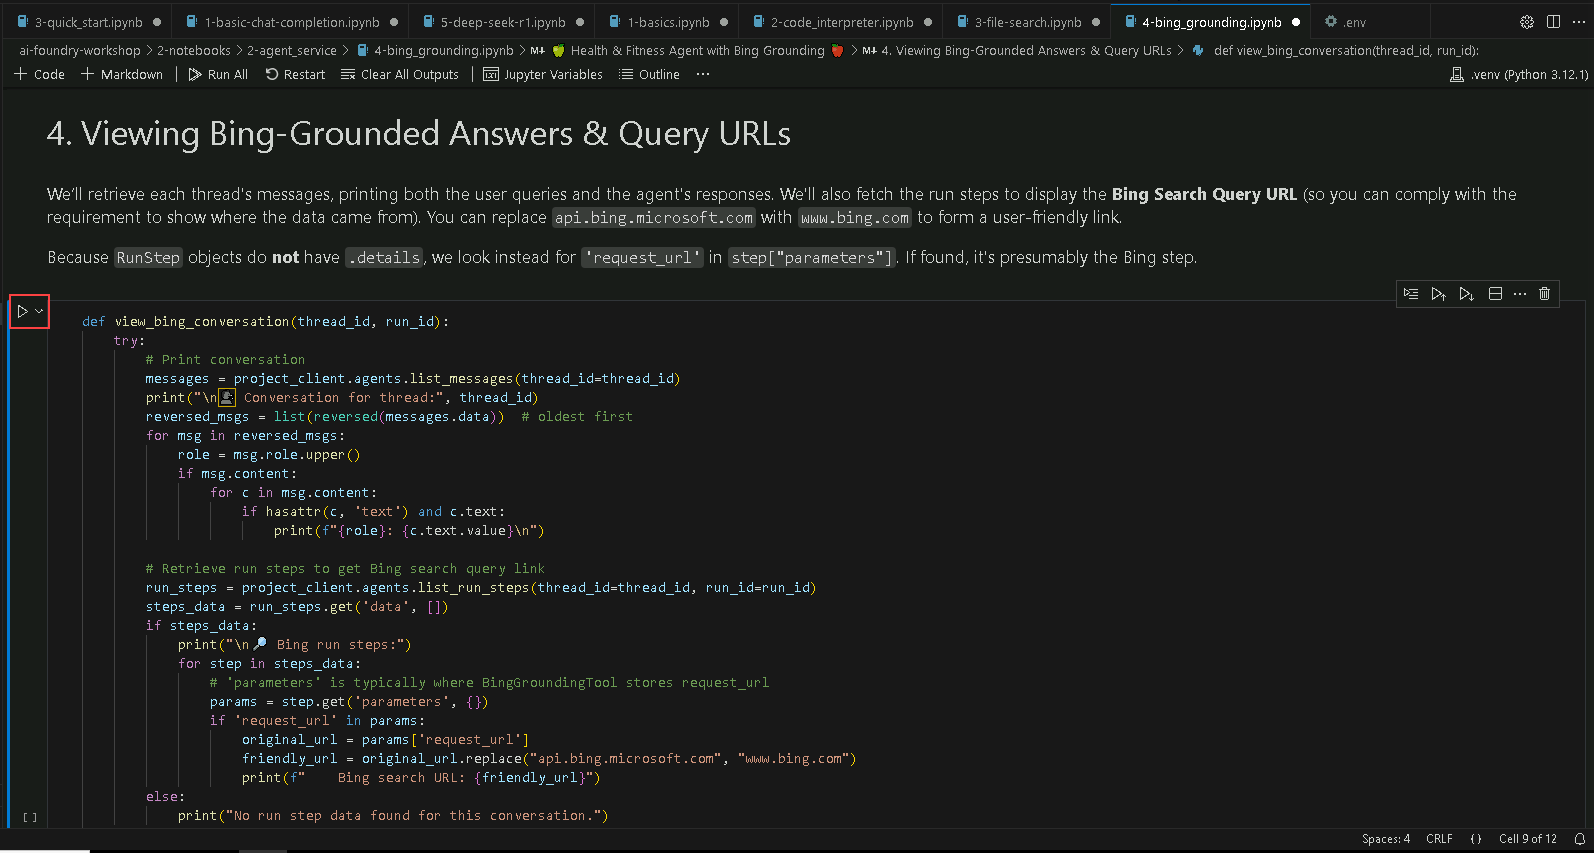 3-quick_start.ipynb 1-basic-chat-completion.ipynb 5-deep-seek-r1.ipynb 1-basics.ipynb 2-code_interpreter.ipynb 3-file-search.ipynb 4-bing_grounding.ipynb .env
ai-foundry-workshop > 2-notebooks > 2-agent_service > 4-bing_grounding.ipynb > M↓ 🍏 Health & Fitness Agent with Bing Grounding 🍎 > M↓ 4. Viewing Bing-Grounded Answers & Query URLs > def view_bing_conversation(thread_id, run_id):
+ Code + Markdown | Run All Restart Clear All Outputs | Jupyter Variables Outline ··· .venv (Python 3.12.1)
4. Viewing Bing-Grounded Answers & Query URLs
We'll retrieve each thread's messages, printing both the user queries and the agent's responses. We'll also fetch the run steps to display the Bing Search Query URL (so you can comply with the
requirement to show where the data came from). You can replace api.bing.microsoft.com with www.bing.com to form a user-friendly link.
Because RunStep objects do not have .details, we look instead for 'request_url' in step["parameters"]. If found, it's presumably the Bing step.
def view_bing_conversation(thread_id, run_id):
try:
# Print conversation
messages = project_client.agents.list_messages(thread_id=thread_id)
print("\n👤 Conversation for thread:", thread_id)
reversed_msgs = list(reversed(messages.data)) # oldest first
for msg in reversed_msgs:
role = msg.role.upper()
if msg.content:
for c in msg.content:
if hasattr(c, 'text') and c.text:
print(f"{role}: {c.text.value}\n")
# Retrieve run steps to get Bing search query link
run_steps = project_client.agents.list_run_steps(thread_id=thread_id, run_id=run_id)
steps_data = run_steps.get('data', [])
if steps_data:
print("\n🔎 Bing run steps:")
for step in steps_data:
# 'parameters' is typically where BingGroundingTool stores request_url
params = step.get('parameters', {})
if 'request_url' in params:
original_url = params['request_url']
friendly_url = original_url.replace("api.bing.microsoft.com", "www.bing.com")
print(f" Bing search URL: {friendly_url}")
else:
[ ] print("No run step data found for this conversation.")
Spaces: 4 CRLF {} Cell 9 of 12